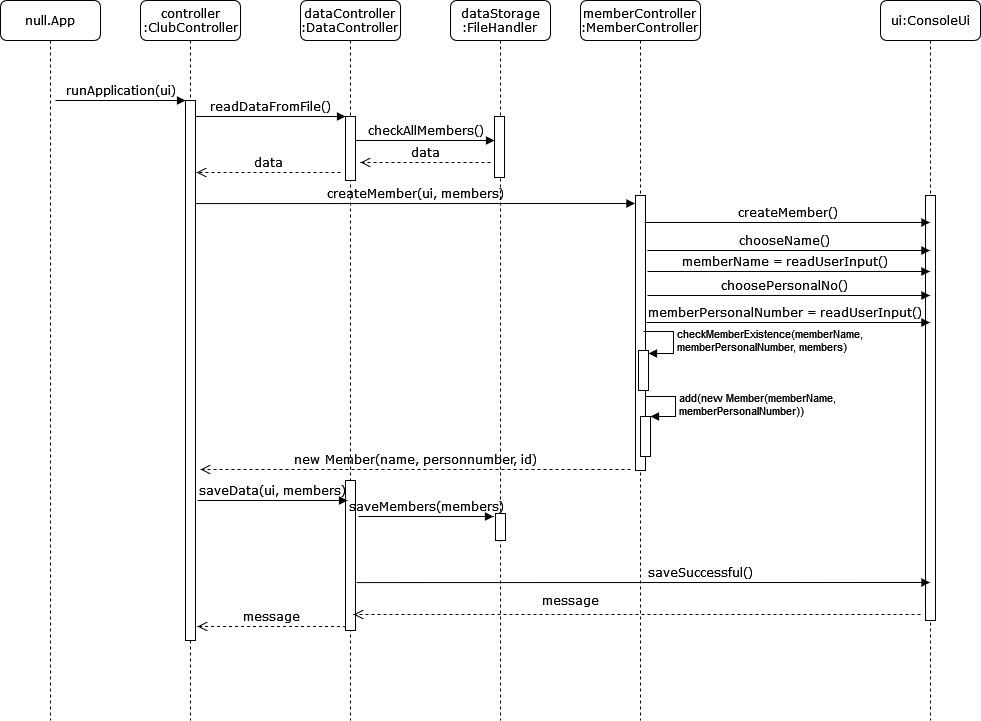 null.App
controller
:ClubController
dataController
:DataController
dataStorage
:FileHandler
memberController
:MemberController
ui:ConsoleUi
runApplication(ui)
readDataFromFile()
checkAllMembers()
data
data
createMember(ui, members)
createMember()
chooseName()
memberName = readUserInput()
choosePersonalNo()
memberPersonalNumber = readUserInput()
checkMemberExistence(memberName,
memberPersonalNumber, members)
add(new Member(memberName,
memberPersonalNumber))
new Member(name, personnumber, id)
saveData(ui, members)
saveMembers(members)
saveSuccessful()
message
message